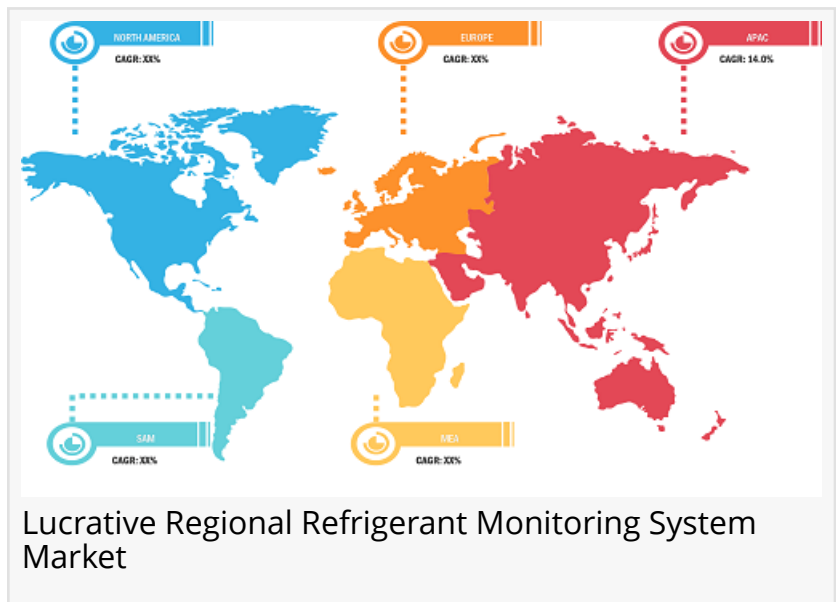 NORTH AMERICA
CAGR: XX%
EUROPE
CAGR: XX%
APAC
CAGR: 14.0%
SAM
CAGR: XX%
MEA
CAGR: XX%
Lucrative Regional Refrigerant Monitoring System
Market